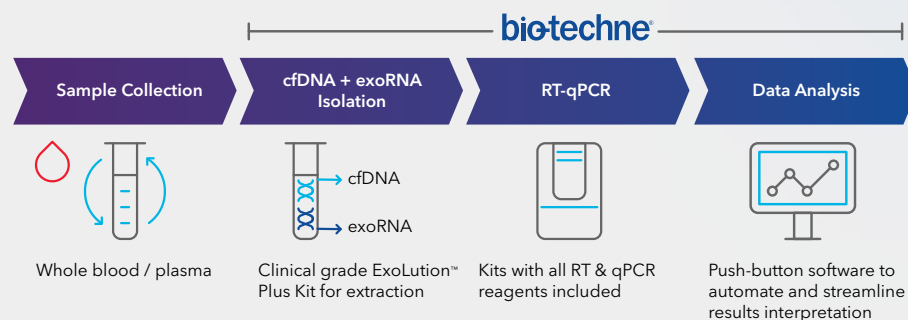 bio-techne®
Sample Collection
cfDNA + exoRNA
Isolation
RT-qPCR
Data Analysis
cfDNA
exoRNA
Whole blood / plasma
Clinical grade ExoLution™
Plus Kit for extraction
Kits with all RT & qPCR
reagents included
Push-button software to
automate and streamline
results interpretation